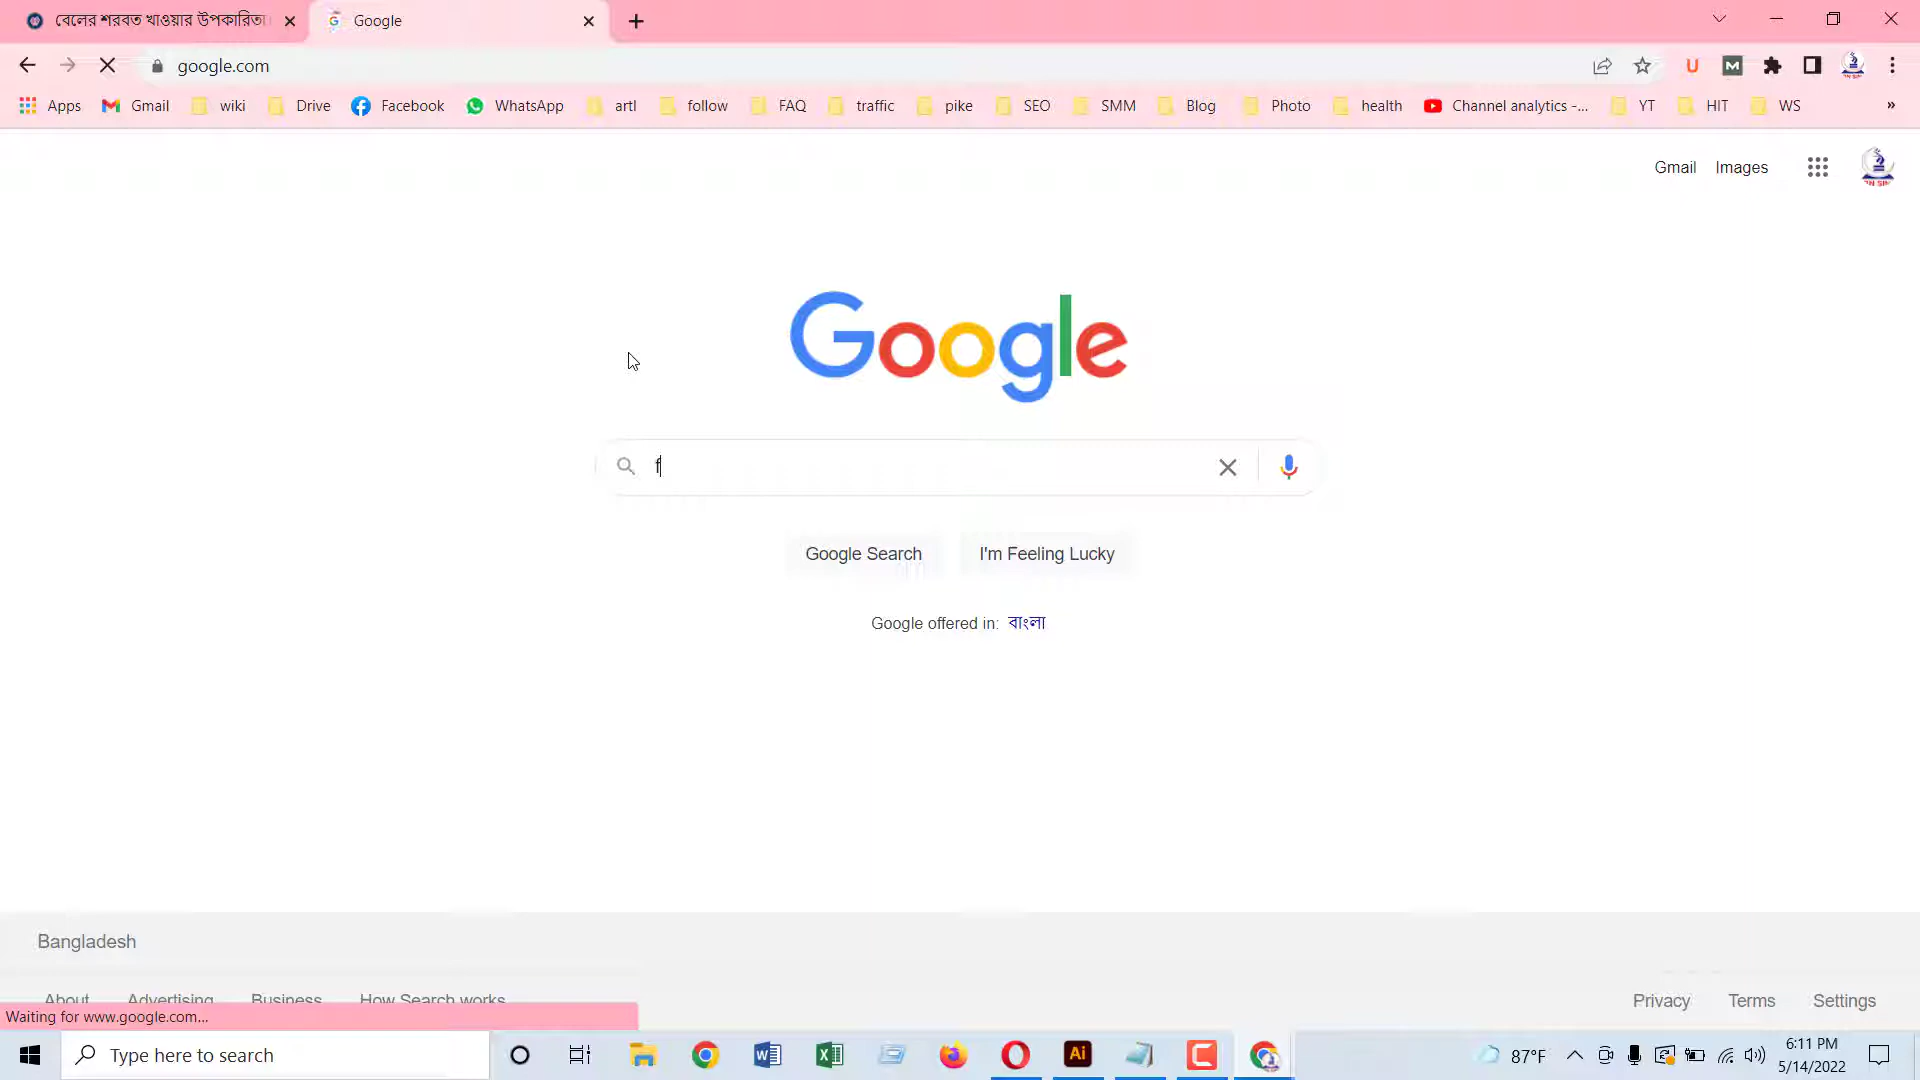 বেলের শরবত খাওয়ার উপকারিতা
Google
google.com
Apps Gmail wiki Drive Facebook WhatsApp artl follow FAQ traffic pike SEO SMM Blog Photo health Channel analytics -... YT HIT WS »
Gmail Images
Google
f
Google Search I'm Feeling Lucky
Google offered in: বাংলা
Bangladesh
About Advertising Business How Search works
Privacy Terms Settings
Waiting for www.google.com...
Type here to search
Ai
87°F
6:11 PM
5/14/2022